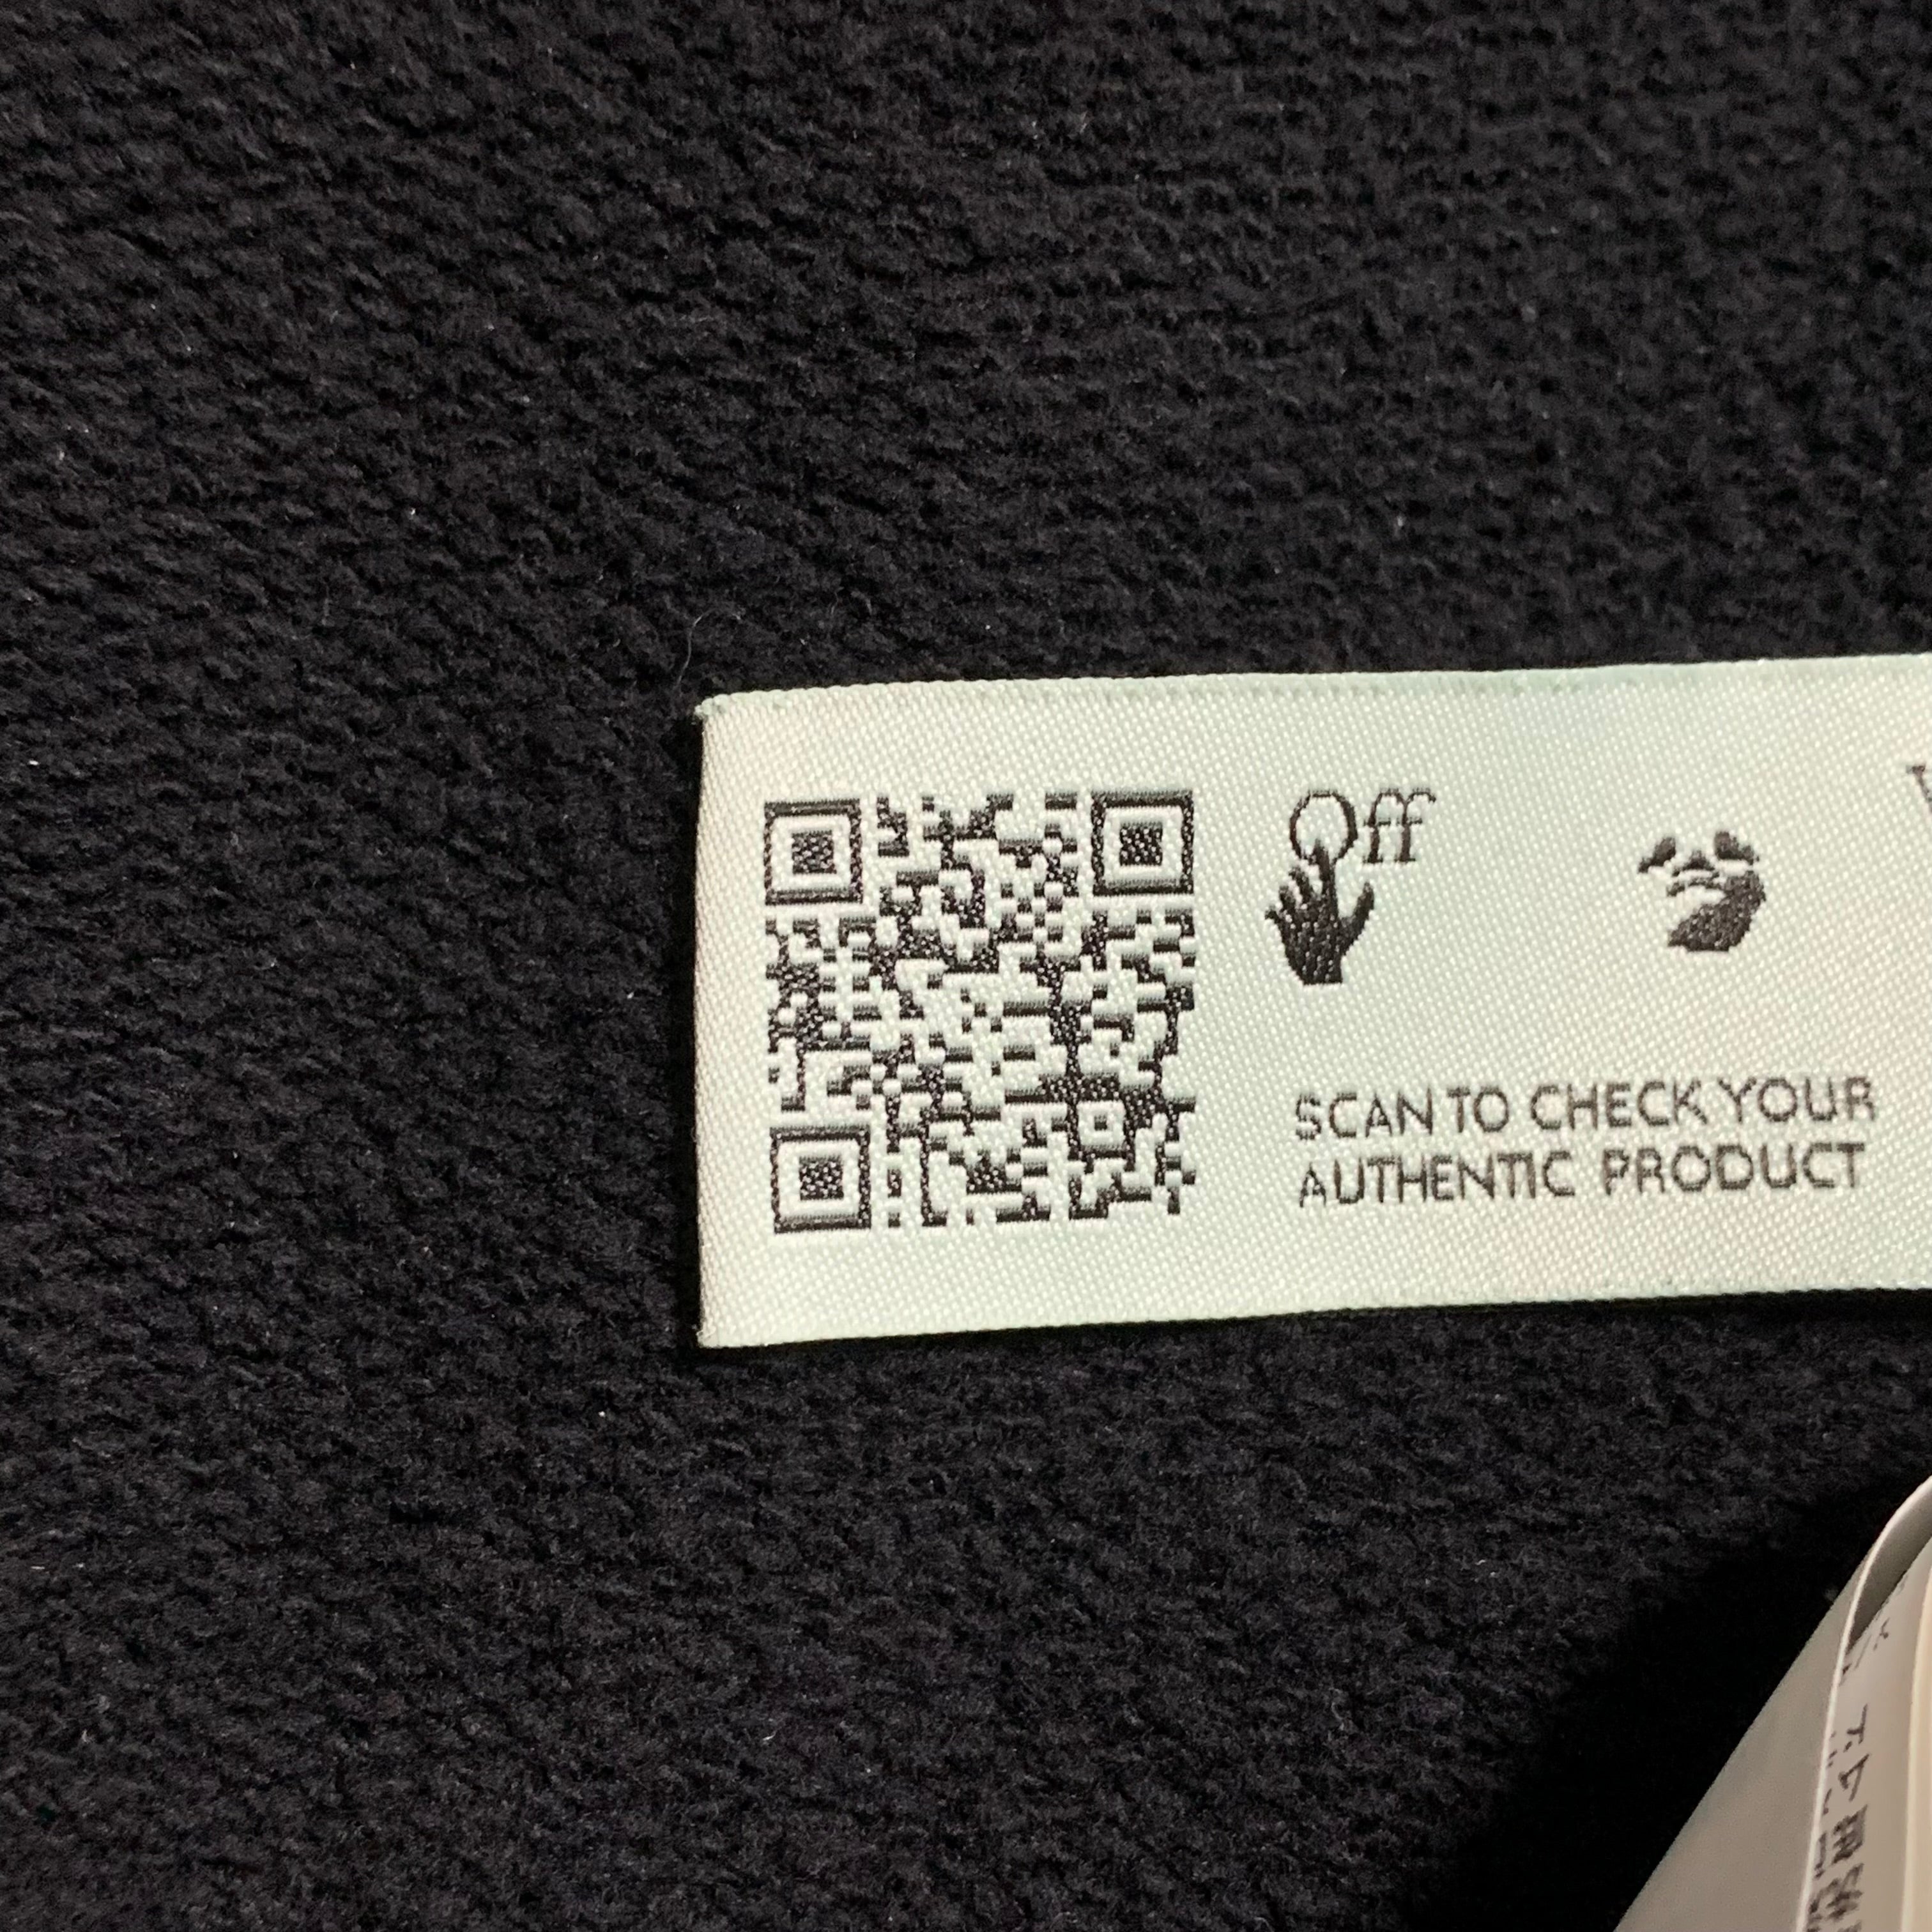 Off
SCAN TO CHECK YOUR
AUTHENTIC PRODUCT